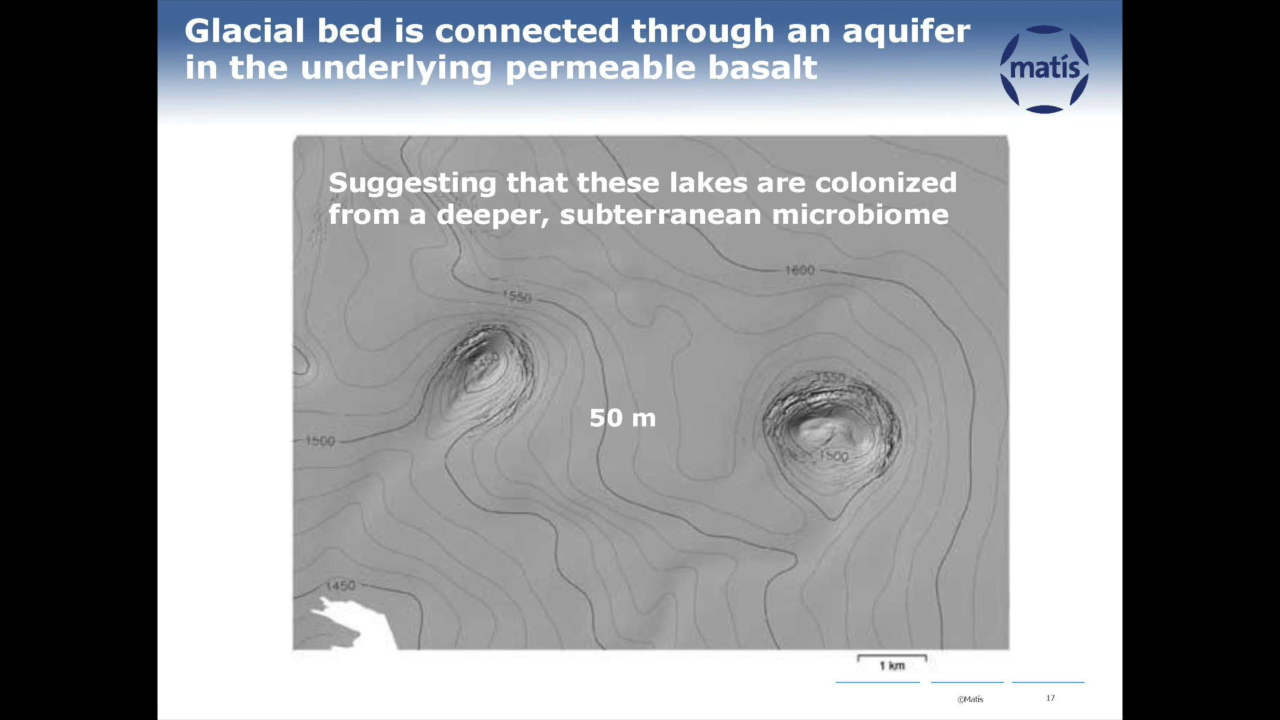 Glacial bed is connected through an aquifer
in the underlying permeable basalt
matís
Suggesting that these lakes are colonized
from a deeper, subterranean microbiome
1600
1550
1550
50 m
1500
1500
1450
1 km
©Matís
17